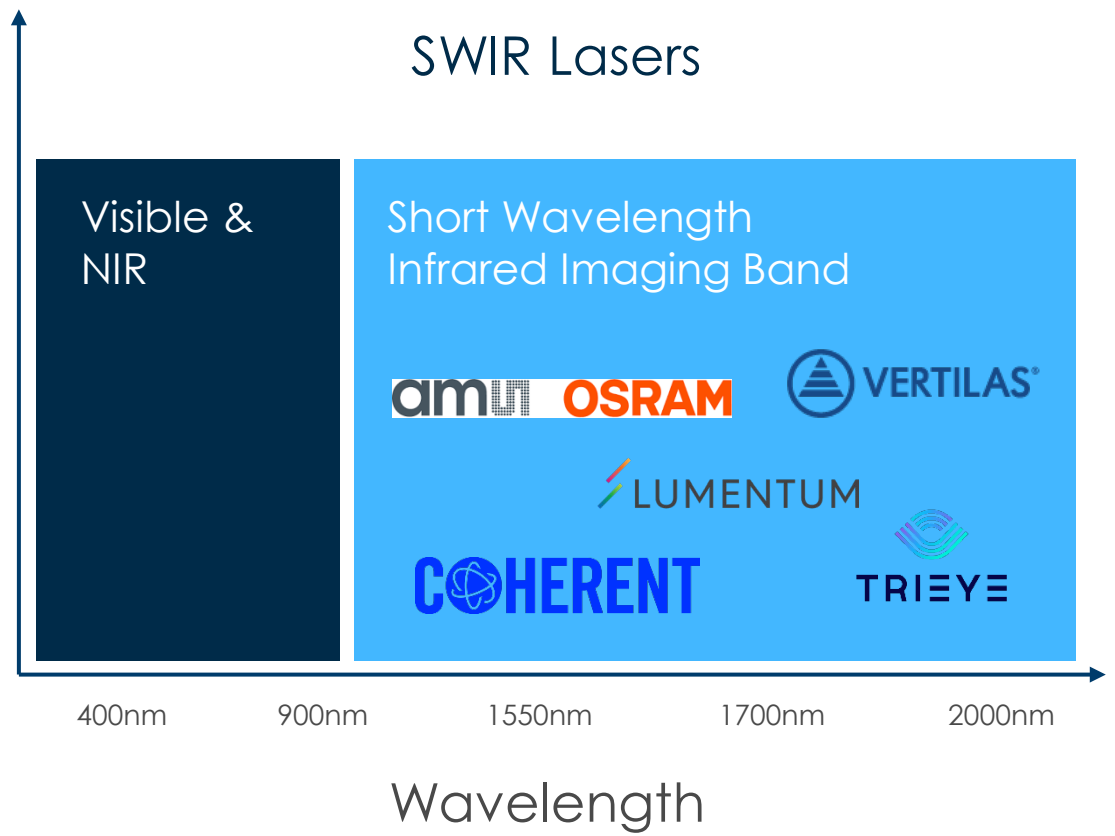 SWIR Lasers
Visible &
NIR
Short Wavelength
Infrared Imaging Band
amun OSRAM
VERTILAS®
LUMENTUM
COHERENT
TRIEYE
400nm 900nm 1550nm 1700nm 2000nm
Wavelength